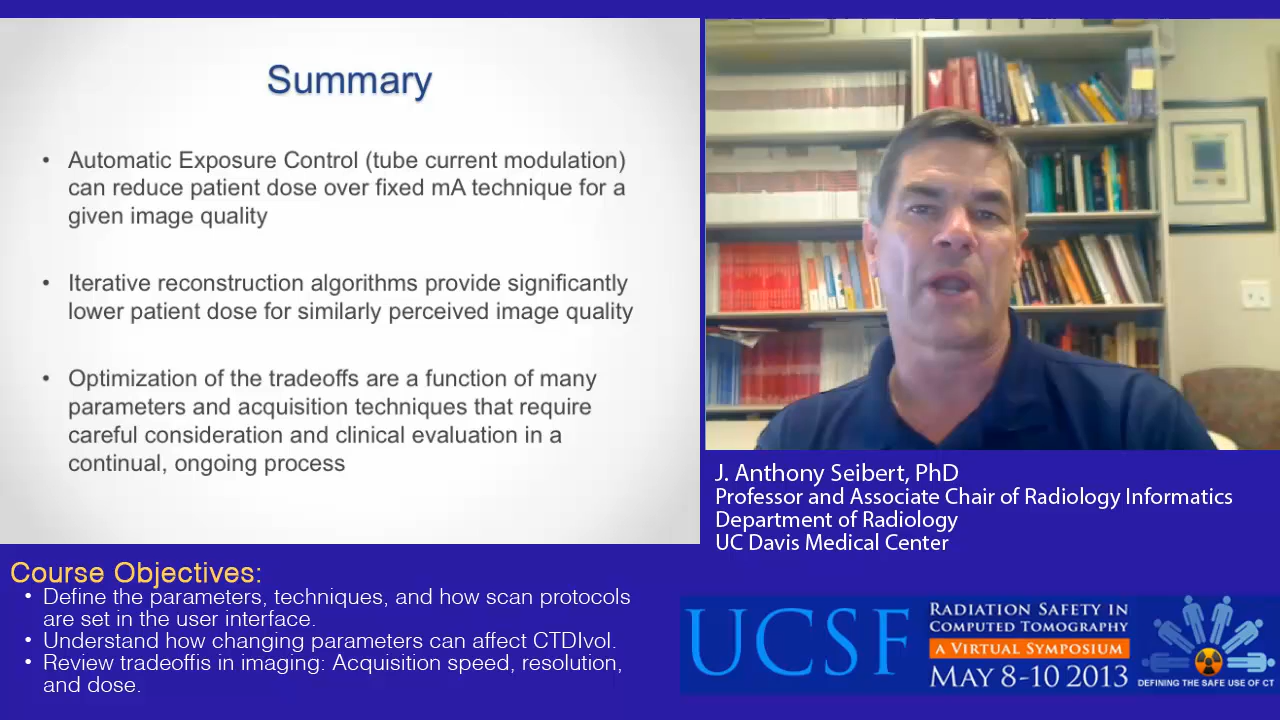 Summary
• Automatic Exposure Control (tube current modulation)
can reduce patient dose over fixed mA technique for a
given image quality
• Iterative reconstruction algorithms provide significantly
lower patient dose for similarly perceived image quality
• Optimization of the tradeoffs are a function of many
parameters and acquisition techniques that require
careful consideration and clinical evaluation in a
continual, ongoing process
J. Anthony Seibert, PhD
Professor and Associate Chair of Radiology Informatics
Department of Radiology
UC Davis Medical Center
Course Objectives:
• Define the parameters, techniques, and how scan protocols
are set in the user interface.
• Understand how changing parameters can affect CTDIvol.
• Review tradeoffis in imaging: Acquisition speed, resolution,
and dose.
UCSF
RADIATION SAFETY IN
COMPUTED TOMOGRAPHY
A VIRTUAL SYMPOSIUM
MAY 8-10 2013
DEFINING THE SAFE USE OF CT